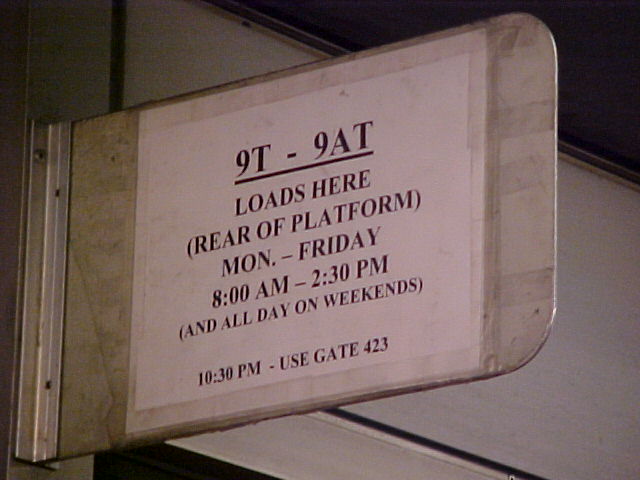 9T - 9AT
LOADS HERE
(REAR OF PLATFORM)
MON. – FRIDAY
8:00 AM – 2:30 PM
(AND ALL DAY ON WEEKENDS)
10:30 PM - USE GATE 423